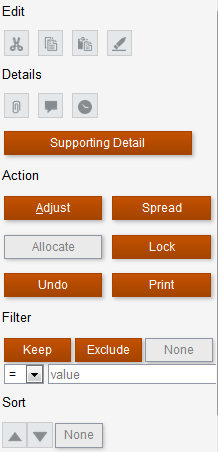 Edit
Details
Supporting Detail
Action
Adjust Spread
Allocate Lock
Undo Print
Filter
Keep Exclude None
= value
Sort
None